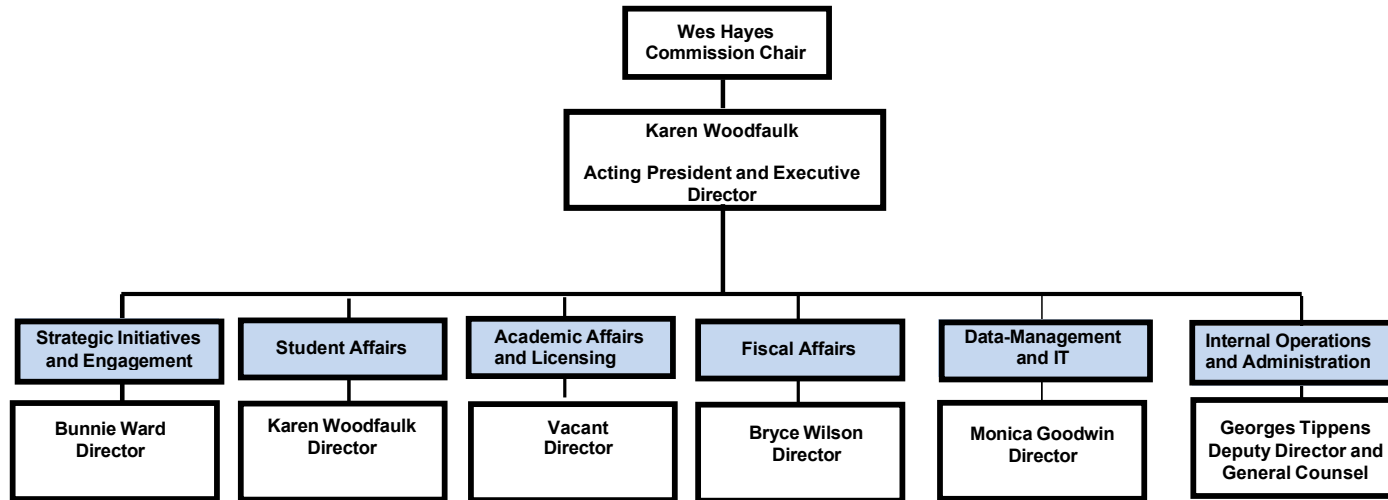 Wes Hayes
Commission Chair
Karen Woodfaulk
Acting President and Executive
Director
Strategic Initiatives
and Engagement
Student Affairs
Academic Affairs
and Licensing
Fiscal Affairs
Data-Management
and IT
Internal Operations
and Administration
Bunnie Ward
Director
Karen Woodfaulk
Director
Vacant
Director
Bryce Wilson
Director
Monica Goodwin
Director
Georges Tippens
Deputy Director and
General Counsel